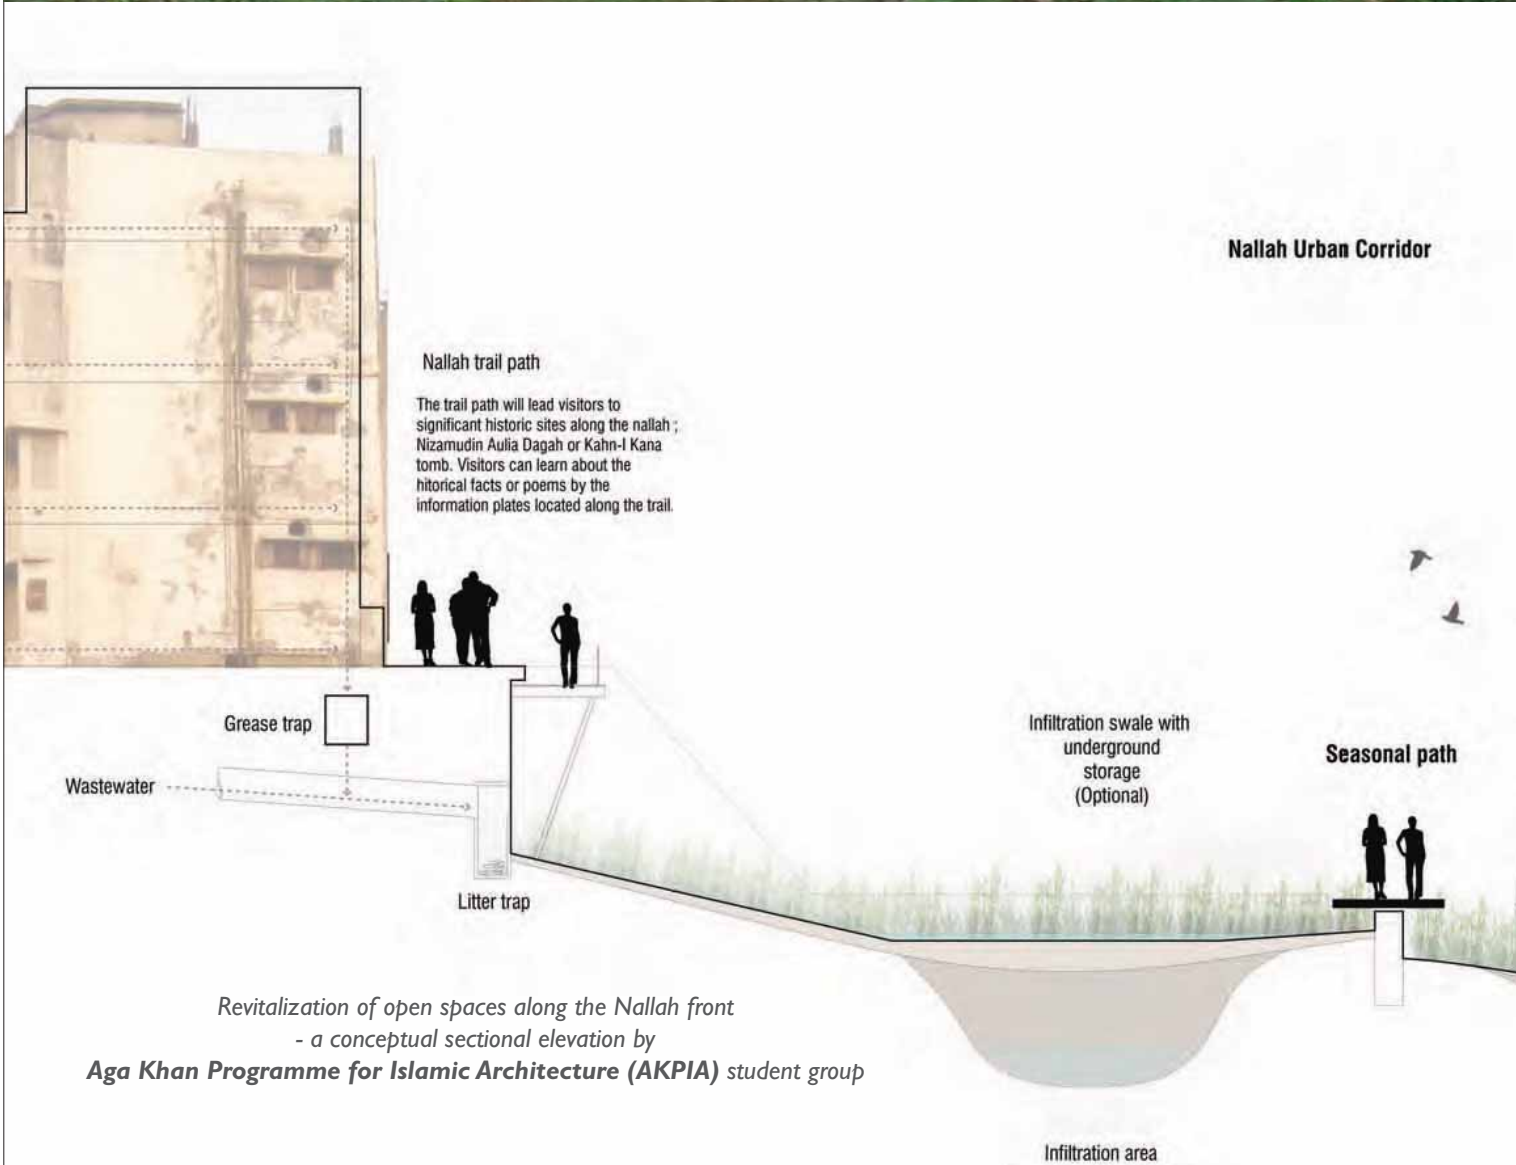 Nallah Urban Corridor
Nallah trail path
The trail path will lead visitors to
significant historic sites along the nallah ;
Nizamudin Aulia Dagah or Kahn-I Kana
tomb. Visitors can learn about the
hitorical facts or poems by the
information plates located along the trail.
Grease trap
Wastewater
Litter trap
Infiltration swale with
underground
storage
(Optional)
Seasonal path
Revitalization of open spaces along the Nallah front
- a conceptual sectional elevation by
Aga Khan Programme for Islamic Architecture (AKPIA) student group
Infiltration area